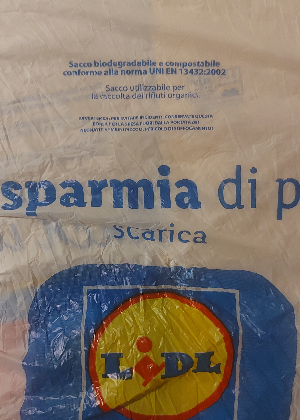 Sacco biodegradabile e compostabile
conforme alla norma UNI EN 13432:2002
Sacco utilizzabile per
la raccolta dei rifiuti organici.
sparmia di p
scarica
LIDL